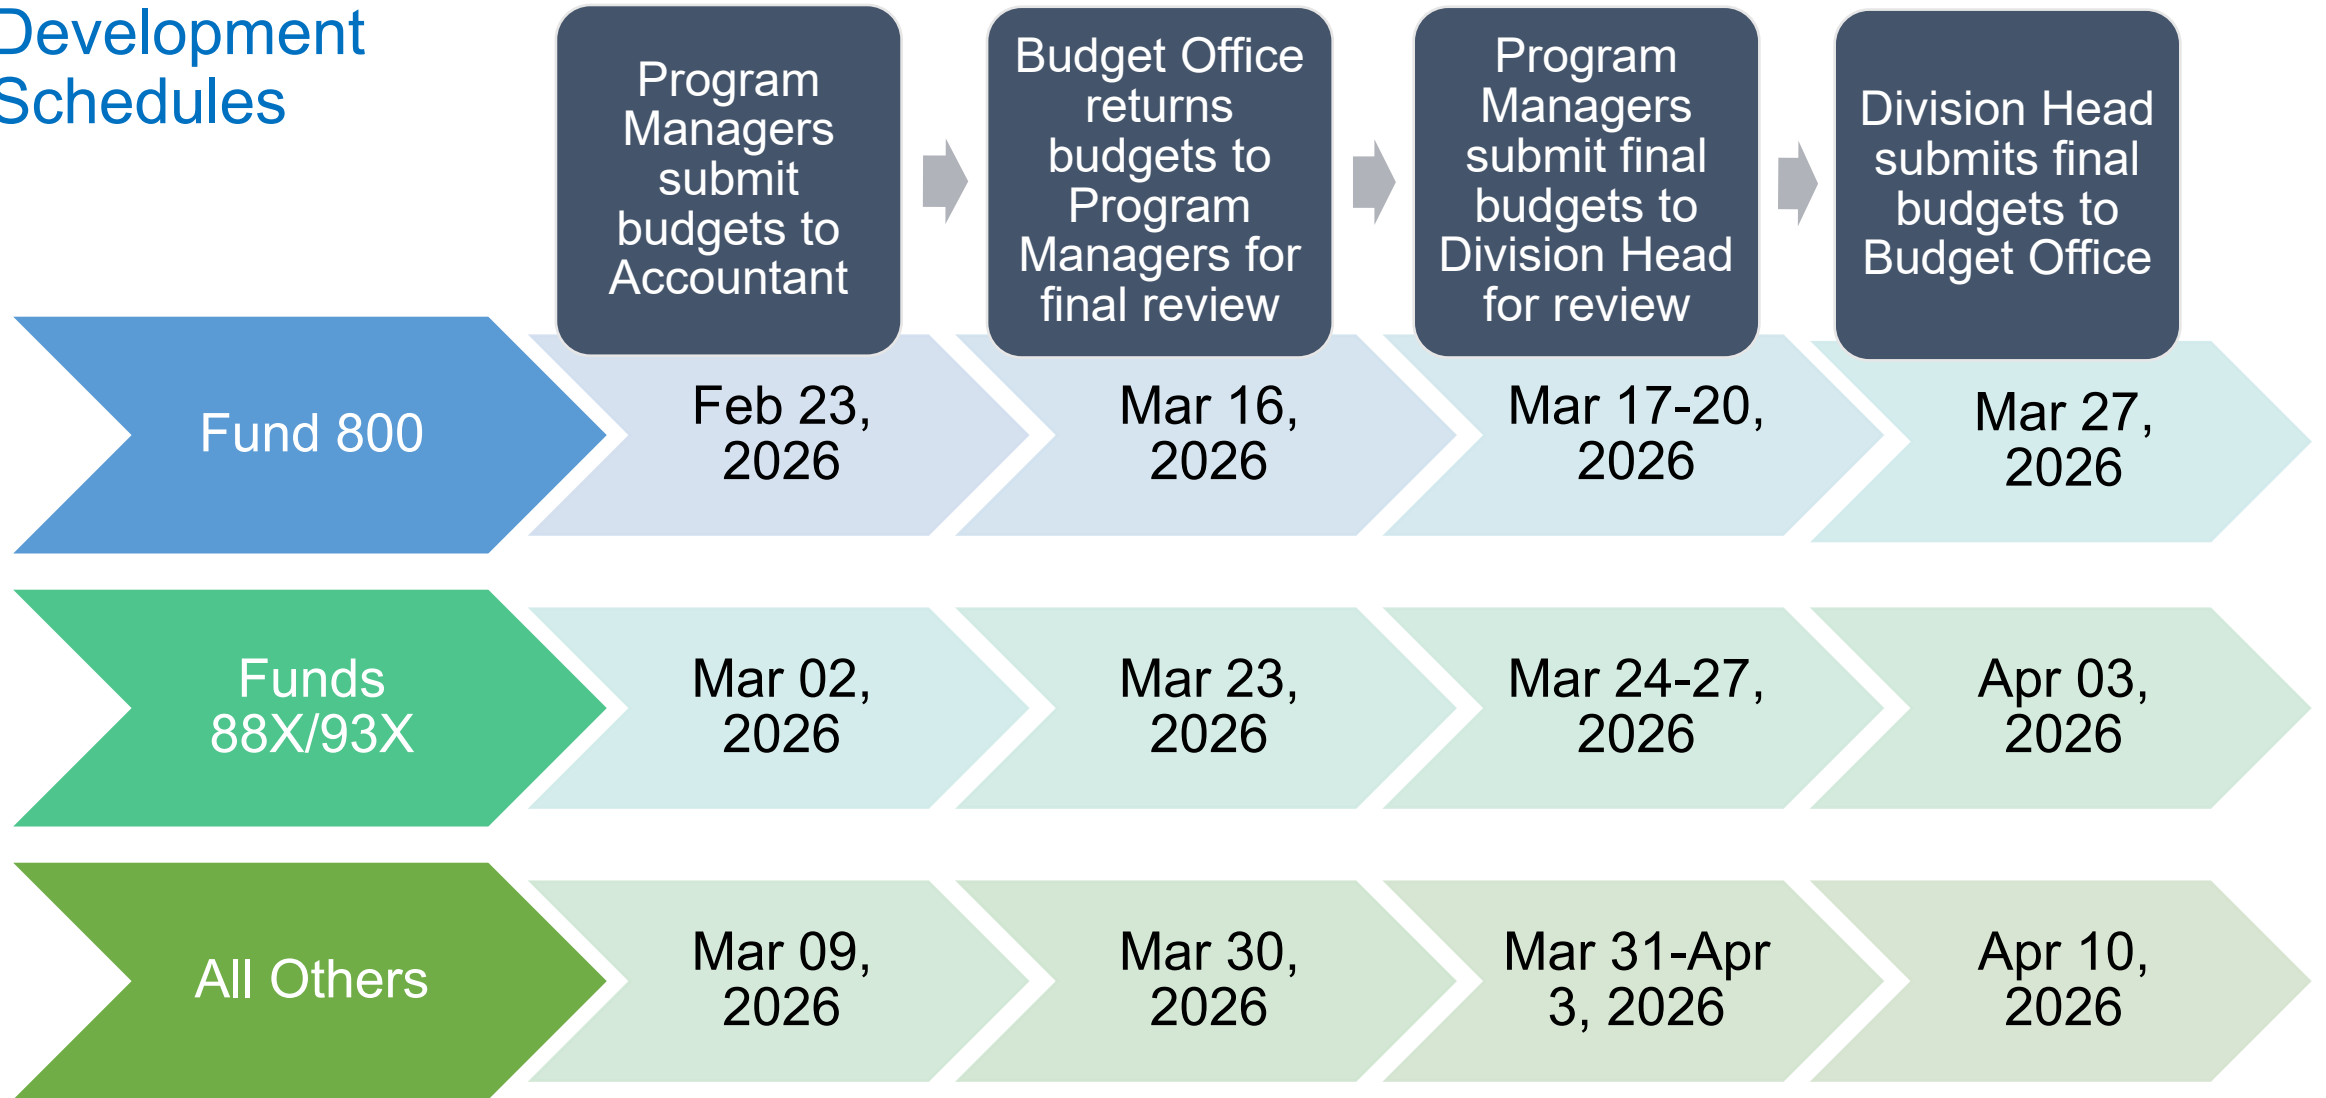 Development
Schedules
Program
Managers
submit
budgets to
Accountant
Budget Office
returns
budgets to
Program
Managers for
final review
Program
Managers
submit final
budgets to
Division Head
for review
Division Head
submits final
budgets to
Budget Office
Fund 800
Feb 23,
2026
Mar 16,
2026
Mar 17-20,
2026
Mar 27,
2026
Funds
88X/93X
Mar 02,
2026
Mar 23,
2026
Mar 24-27,
2026
Apr 03,
2026
All Others
Mar 09,
2026
Mar 30,
2026
Mar 31-Apr
3, 2026
Apr 10,
2026